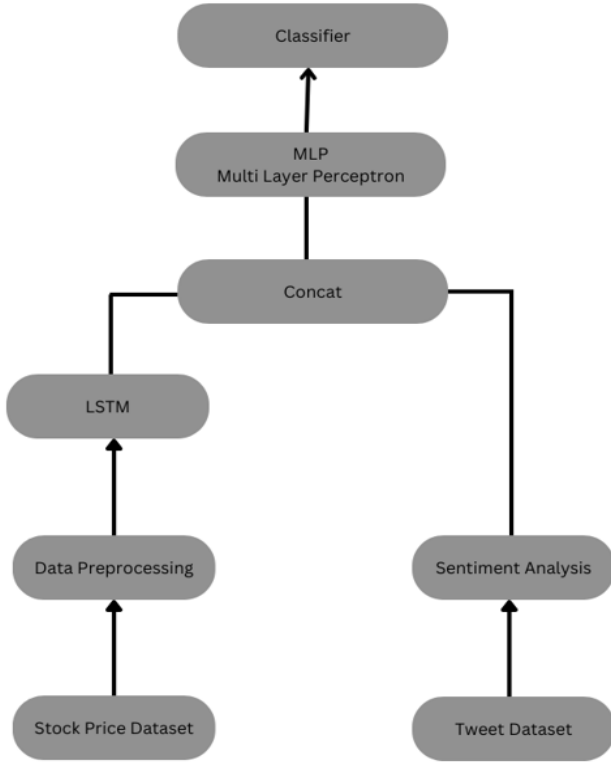 Classifier
MLP
Multi Layer Perceptron
Concat
LSTM
Data Preprocessing
Sentiment Analysis
Stock Price Dataset
Tweet Dataset